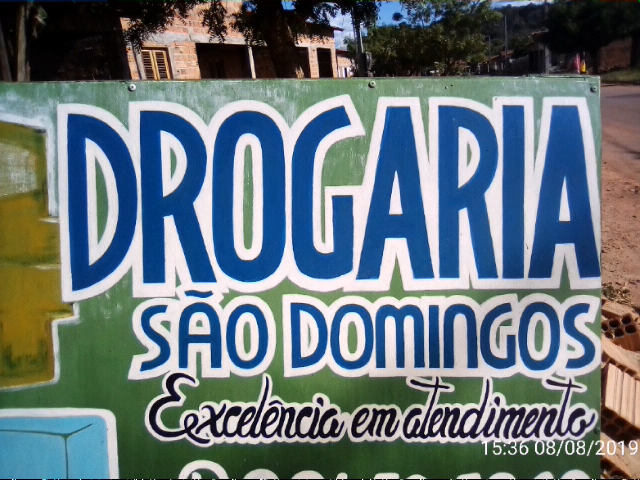 DROGARIA
SÃO DOMINGOS
Excelência em atendimento
15:36 08/08/2019